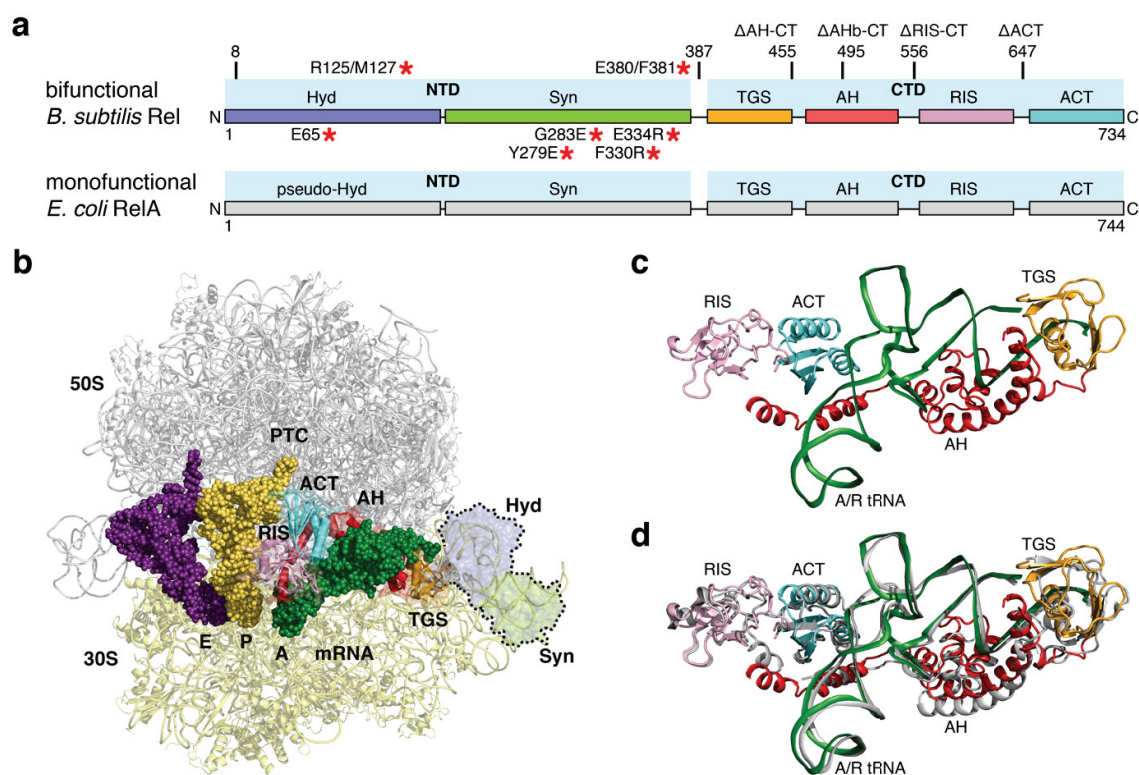 a
ΔAH-CT ΔAHb-CT ΔRIS-CT ΔACT
8 387 455 495 556 647
R125/M127* E380/F381*
bifunctional
B. subtilis Rel
NTD CTD
Hyd Syn TGS AH RIS ACT
N C
1 734
E65* G283E* E334R*
Y279E* F330R*
monofunctional
E. coli RelA
NTD CTD
pseudo-Hyd Syn TGS AH RIS ACT
N C
1 744
b
50S
PTC
ACT
AH
RIS
Hyd
TGS
Syn
E P A mRNA
30S
c
RIS ACT TGS
AH
A/R tRNA
d
RIS ACT TGS
AH
A/R tRNA